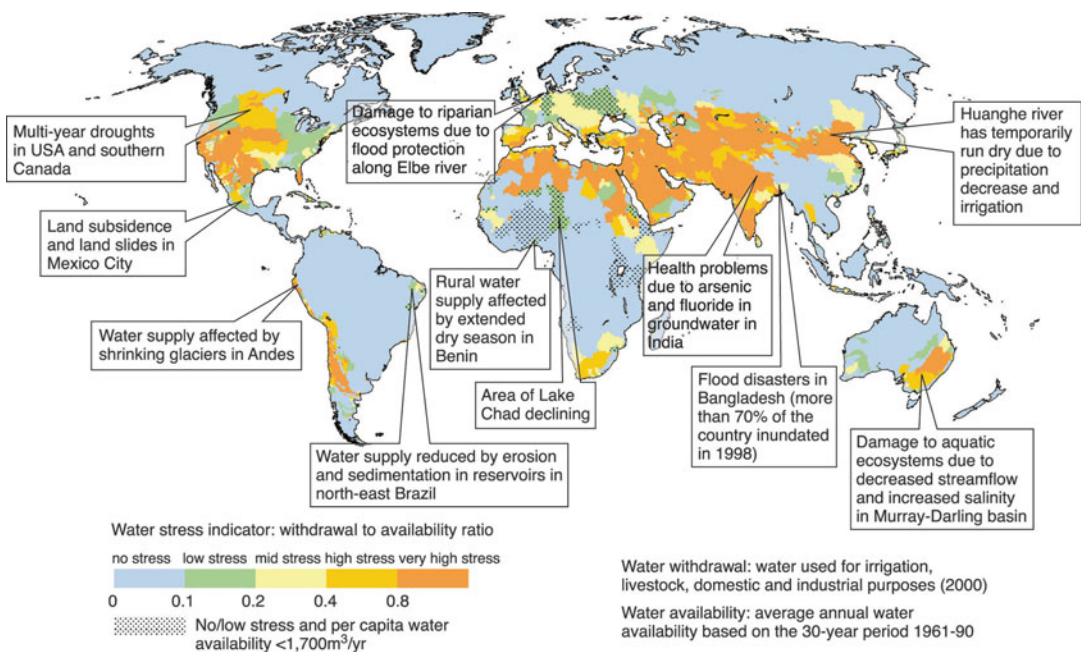 Multi-year droughts
in USA and southern
Canada
Damage to riparian
ecosystems due to
flood protection
along Elbe river
Huanghe river
has temporarily
run dry due to
precipitation
decrease and
irrigation
Land subsidence
and land slides in
Mexico City
Water supply affected by
shrinking glaciers in Andes
Rural water
supply affected
by extended
dry season in
Benin
Health problems
due to arsenic
and fluoride in
groundwater in
India
Area of Lake
Chad declining
Flood disasters in
Bangladesh (more
than 70% of the
country inundated
in 1998)
Water supply reduced by erosion
and sedimentation in reservoirs in
north-east Brazil
Damage to aquatic
ecosystems due to
decreased streamflow
and increased salinity
in Murray-Darling basin
Water stress indicator: withdrawal to availability ratio
no stress low stress mid stress high stress very high stress
0 0.1 0.2 0.4 0.8
No/low stress and per capita water
availability <1,700m³/yr
Water withdrawal: water used for irrigation,
livestock, domestic and industrial purposes (2000)
Water availability: average annual water
availability based on the 30-year period 1961-90